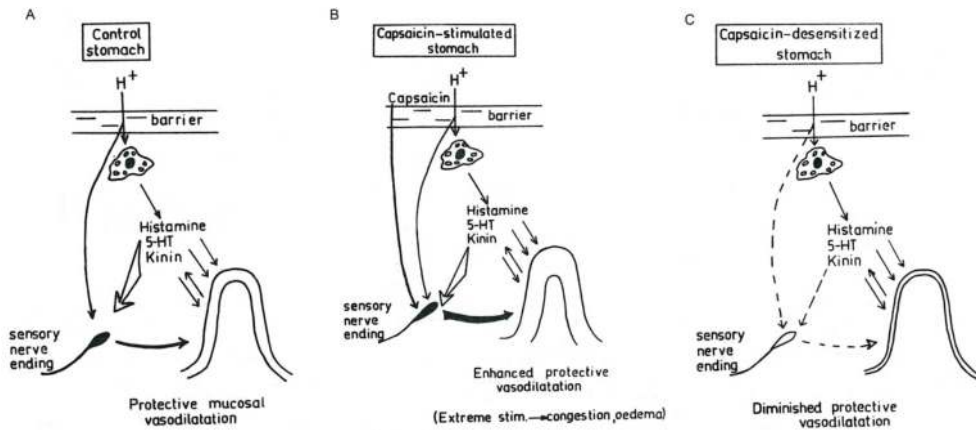 A
Control
stomach
H+
barrier
Histamine
5-HT
Kinin
sensory
nerve
ending
Protective mucosal
vasodilatation
B
Capsaicin-stimulated
stomach
H+
Capsaicin
barrier
Histamine
5-HT
Kinin
sensory
nerve
ending
Enhanced protective
vasodilatation
(Extreme stim.→congestion,oedema)
C
Capsaicin-desensitized
stomach
H+
barrier
Histamine
5-HT
Kinin
sensory
nerve
ending
Diminished protective
vasodilatation